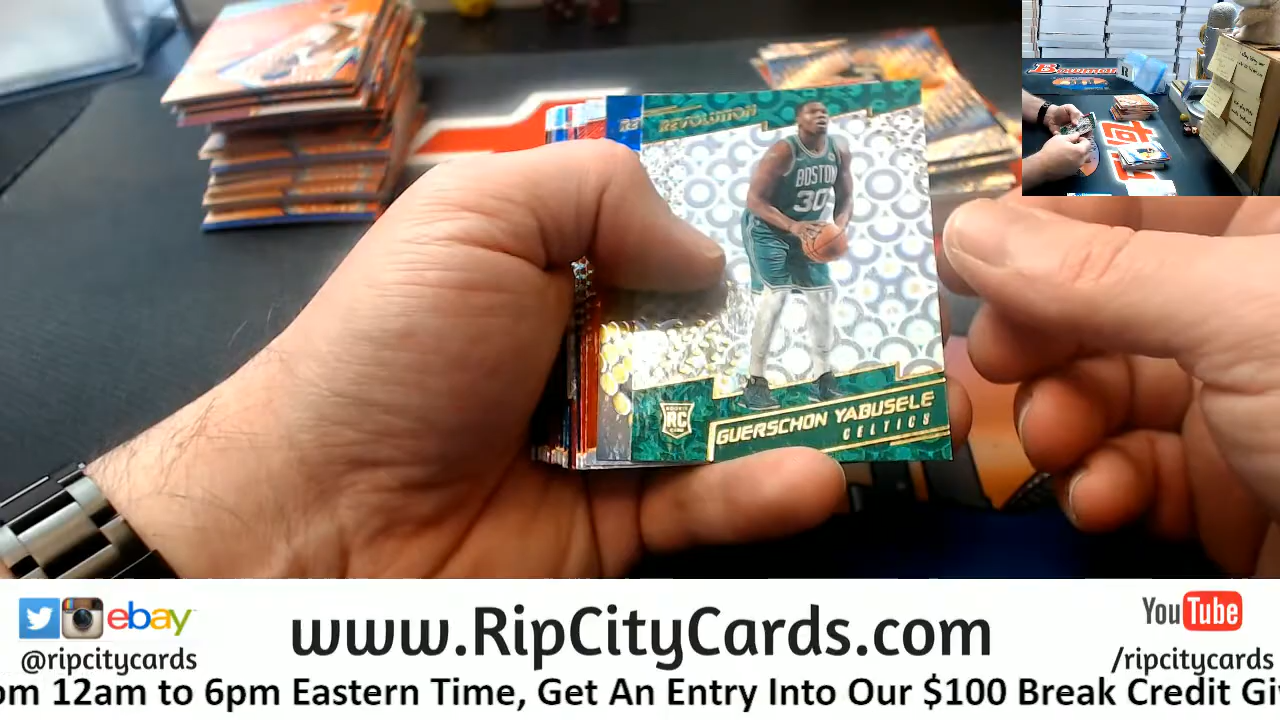 REVOLUTION
BOSTON
30
RC
GUERSCHON YABUSELE
CELTICS
Bowman
ebay
@ripcitycards
www.RipCityCards.com
YouTube
/ripcitycards
om 12am to 6pm Eastern Time, Get An Entry Into Our $100 Break Credit Giv